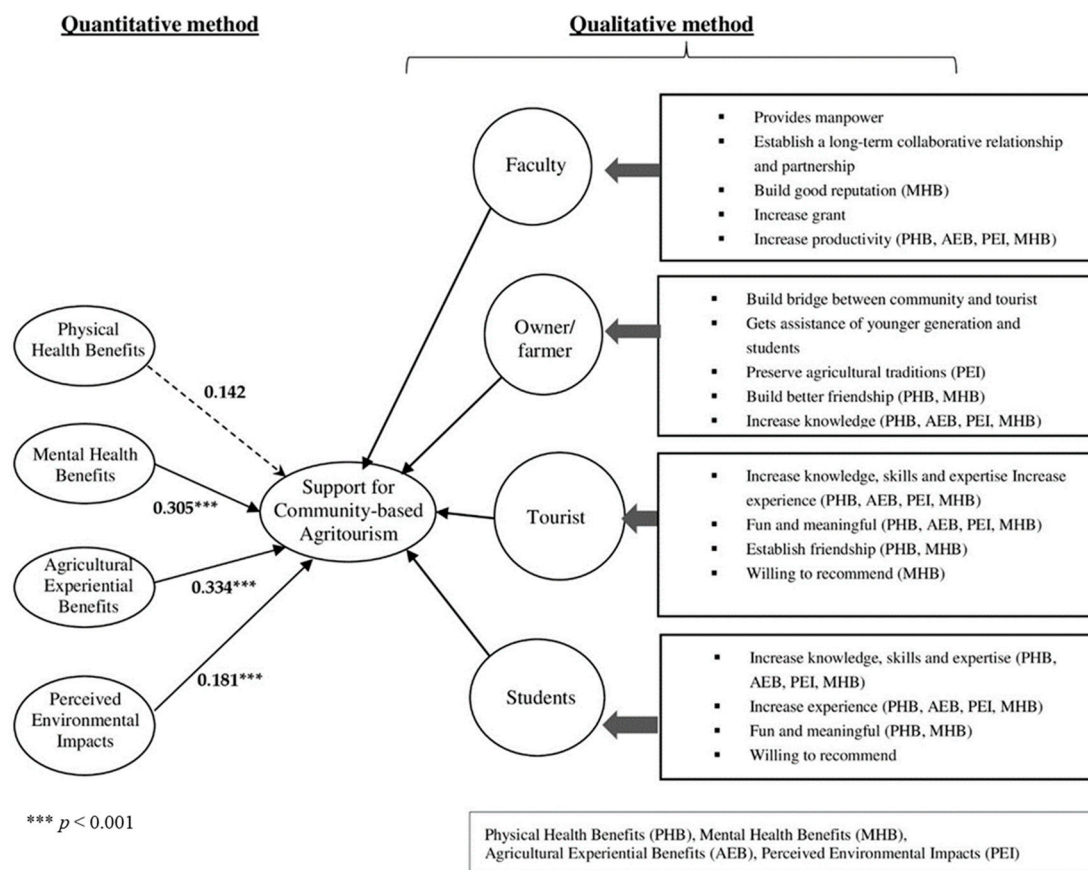 Quantitative method
Qualitative method
Physical
Health Benefits
0.142
Mental Health
Benefits
0.305***
Agricultural
Experiential
Benefits
0.334***
Perceived
Environmental
Impacts
0.181***
Support for
Community-based
Agritourism
Faculty
▪ Provides manpower
▪ Establish a long-term collaborative relationship
and partnership
▪ Build good reputation (MHB)
▪ Increase grant
▪ Increase productivity (PHB, AEB, PEI, MHB)
Owner/
farmer
▪ Build bridge between community and tourist
▪ Gets assistance of younger generation and
students
▪ Preserve agricultural traditions (PEI)
▪ Build better friendship (PHB, MHB)
▪ Increase knowledge (PHB, AEB, PEI, MHB)
Tourist
▪ Increase knowledge, skills and expertise Increase
experience (PHB, AEB, PEI, MHB)
▪ Fun and meaningful (PHB, AEB, PEI, MHB)
▪ Establish friendship (PHB, MHB)
▪ Willing to recommend (MHB)
Students
▪ Increase knowledge, skills and expertise (PHB,
AEB, PEI, MHB)
▪ Increase experience (PHB, AEB, PEI, MHB)
▪ Fun and meaningful (PHB, MHB)
▪ Willing to recommend
*** p < 0.001
Physical Health Benefits (PHB), Mental Health Benefits (MHB),
Agricultural Experiential Benefits (AEB), Perceived Environmental Impacts (PEI)